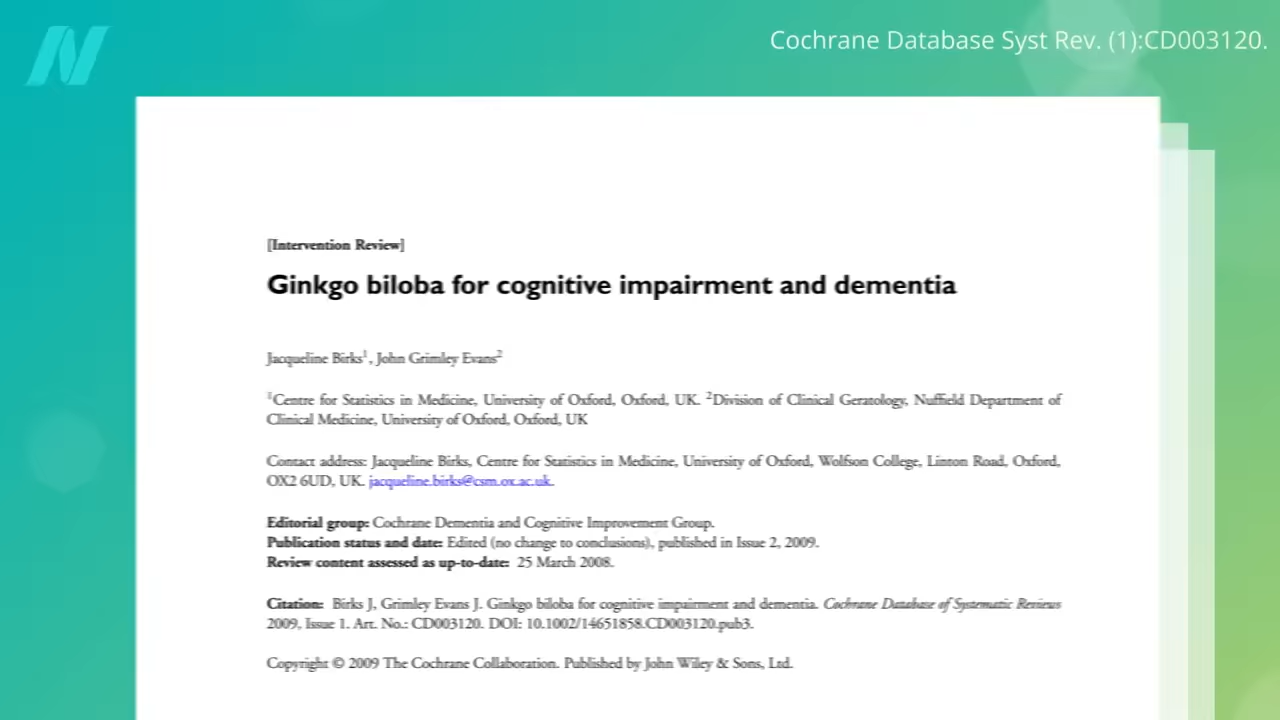 Cochrane Database Syst Rev. (1):CD003120.
[Intervention Review]
Ginkgo biloba for cognitive impairment and dementia
Jacqueline Birks1, John Grimley Evans2
1Centre for Statistics in Medicine, University of Oxford, Oxford, UK. 2Division of Clinical Geratology, Nuffield Department of
Clinical Medicine, University of Oxford, Oxford, UK
Contact address: Jacqueline Birks, Centre for Statistics in Medicine, University of Oxford, Wolfson College, Linton Road, Oxford,
OX2 6UD, UK. jacqueline.birks@csm.ox.ac.uk.
Editorial group: Cochrane Dementia and Cognitive Improvement Group.
Publication status and date: Edited (no change to conclusions), published in Issue 2, 2009.
Review content assessed as up-to-date: 25 March 2008.
Citation: Birks J, Grimley Evans J. Ginkgo biloba for cognitive impairment and dementia. Cochrane Database of Systematic Reviews
2009, Issue 1. Art. No.: CD003120. DOI: 10.1002/14651858.CD003120.pub3.
Copyright © 2009 The Cochrane Collaboration. Published by John Wiley & Sons, Ltd.